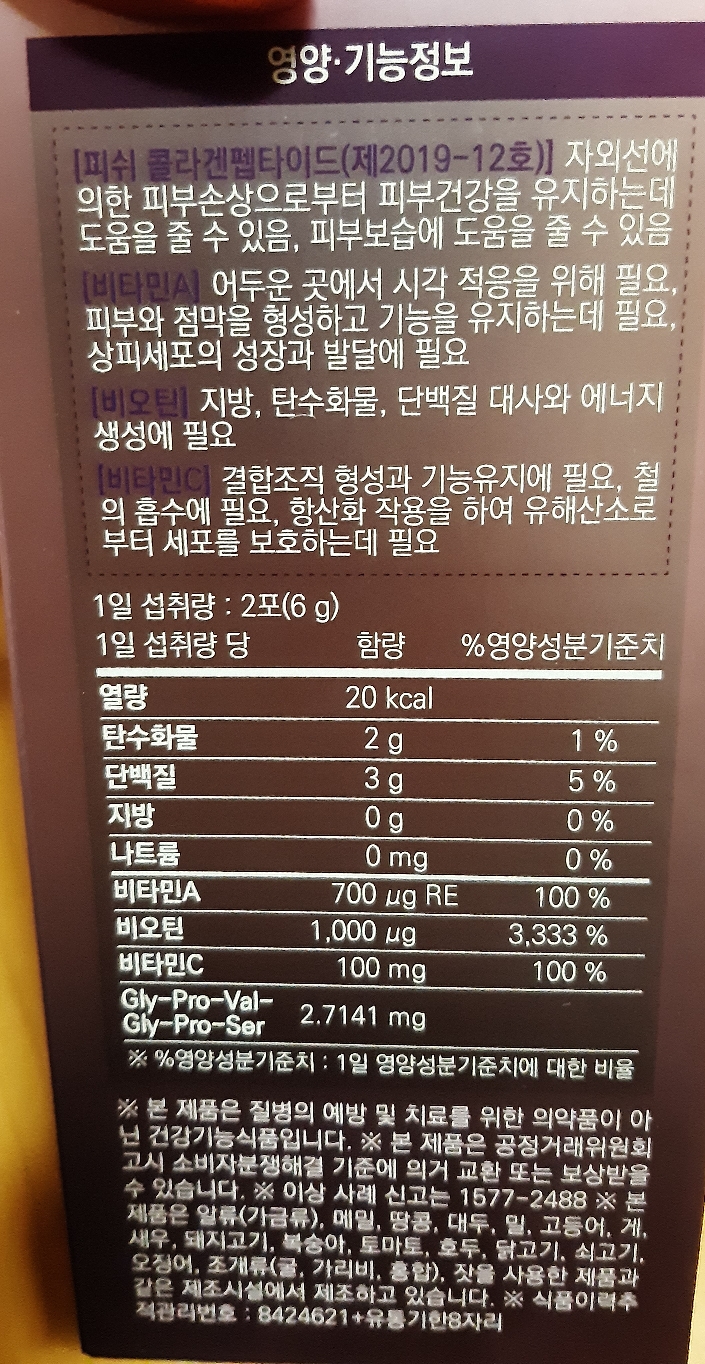 영양·기능정보
[피쉬 콜라겐펩타이드(제2019-12호)] 자외선에
의한 피부손상으로부터 피부건강을 유지하는데
도움을 줄 수 있음, 피부보습에 도움을 줄 수 있음
[비타민A] 어두운 곳에서 시각 적응을 위해 필요,
피부와 점막을 형성하고 기능을 유지하는데 필요,
상피세포의 성장과 발달에 필요
[비오틴] 지방, 탄수화물, 단백질 대사와 에너지
생성에 필요
[비타민C] 결합조직 형성과 기능유지에 필요, 철
의 흡수에 필요, 항산화 작용을 하여 유해산소로
부터 세포를 보호하는데 필요
1일 섭취량 : 2포(6 g)
1일 섭취량 당 함량 %영양성분기준치
열량 20 kcal
탄수화물 2 g 1 %
단백질 3 g 5 %
지방 0 g 0 %
나트륨 0 mg 0 %
비타민A 700 µg RE 100 %
비오틴 1,000 µg 3,333 %
비타민C 100 mg 100 %
Gly-Pro-Val-
Gly-Pro-Ser 2.7141 mg
※ %영양성분기준치 : 1일 영양성분기준치에 대한 비율
※ 본 제품은 질병의 예방 및 치료를 위한 의약품이 아
닌 건강기능식품입니다. ※ 본 제품은 공정거래위원회
고시 소비자분쟁해결 기준에 의거 교환 또는 보상받을
수 있습니다. ※ 이상 사례 신고는 1577-2488 ※ 본
제품은 알류(가금류), 메밀, 땅콩, 대두, 밀, 고등어, 게,
새우, 돼지고기, 복숭아, 토마토, 호두, 닭고기, 쇠고기,
오징어, 조개류(굴, 가리비, 홍합), 잣을 사용한 제품과
같은 제조시설에서 제조하고 있습니다. ※ 식품이력추
적관리번호 : 8424621+유통기한8자리